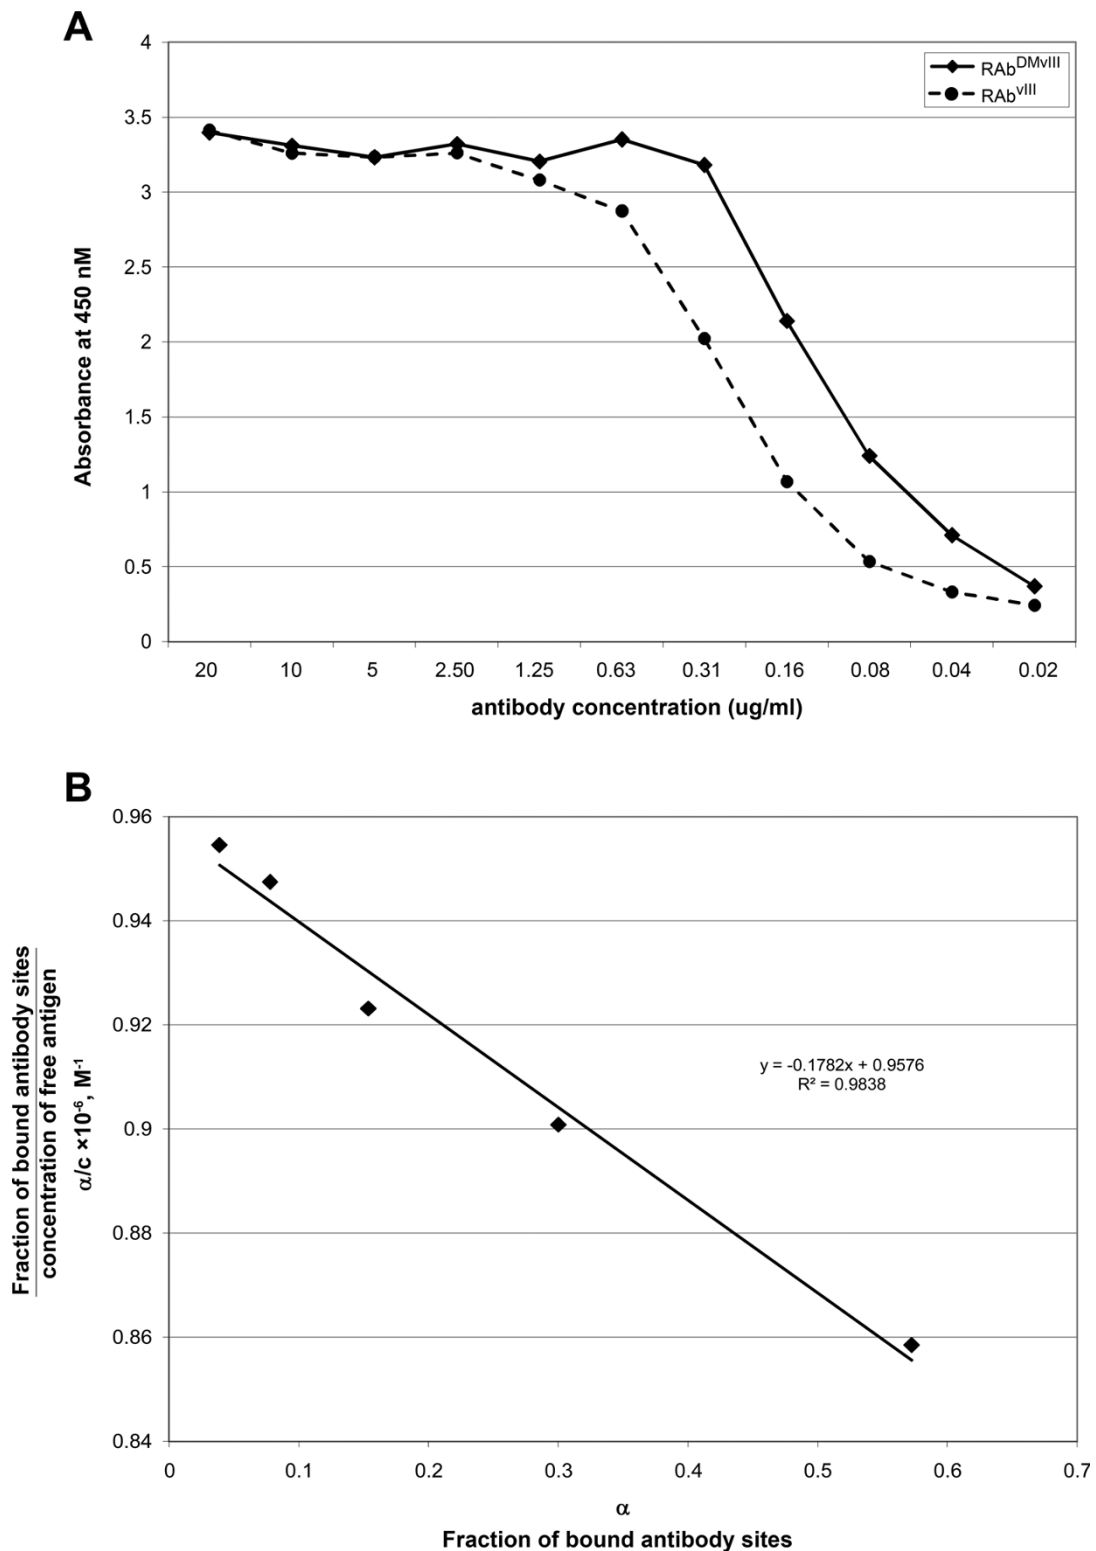 A
4
3.5
3
2.5
2
1.5
1
0.5
0
Absorbance at 450 nM
RAb^DMvIII
RAb^vIII
20 10 5 2.50 1.25 0.63 0.31 0.16 0.08 0.04 0.02
antibody concentration (ug/ml)
B
0.96
0.94
0.92
0.9
0.88
0.86
0.84
Fraction of bound antibody sites
concentration of free antigen
α/c ×10⁻⁶, M⁻¹
y = -0.1782x + 0.9576
R² = 0.9838
0 0.1 0.2 0.3 0.4 0.5 0.6 0.7
α
Fraction of bound antibody sites